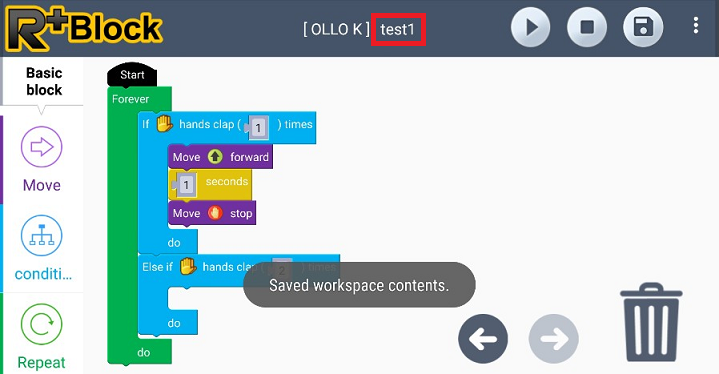 R+Block
[ OLLO K ] test1
Basic
block
Move
conditi...
Repeat
Start
Forever
If hands clap ( 1 ) times
Move forward
1 seconds
Move stop
do
Else if hands clap ( 2 ) times
do
do
Saved workspace contents.